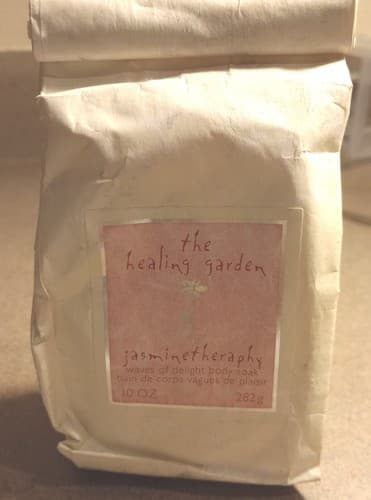 the
healing garden
jasminetheraphy
waves of delight body soak
bain de corps vagues de plaisir
10 OZ 282g